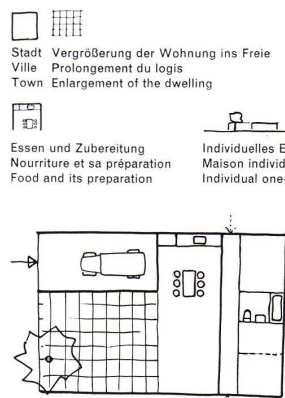 Stadt Vergrößerung der Wohnung ins Freie
Ville Prolongement du logis
Town Enlargement of the dwelling
Essen und Zubereitung
Nourriture et sa préparation
Food and its preparation
Individuelles E
Maison individ
Individual one-